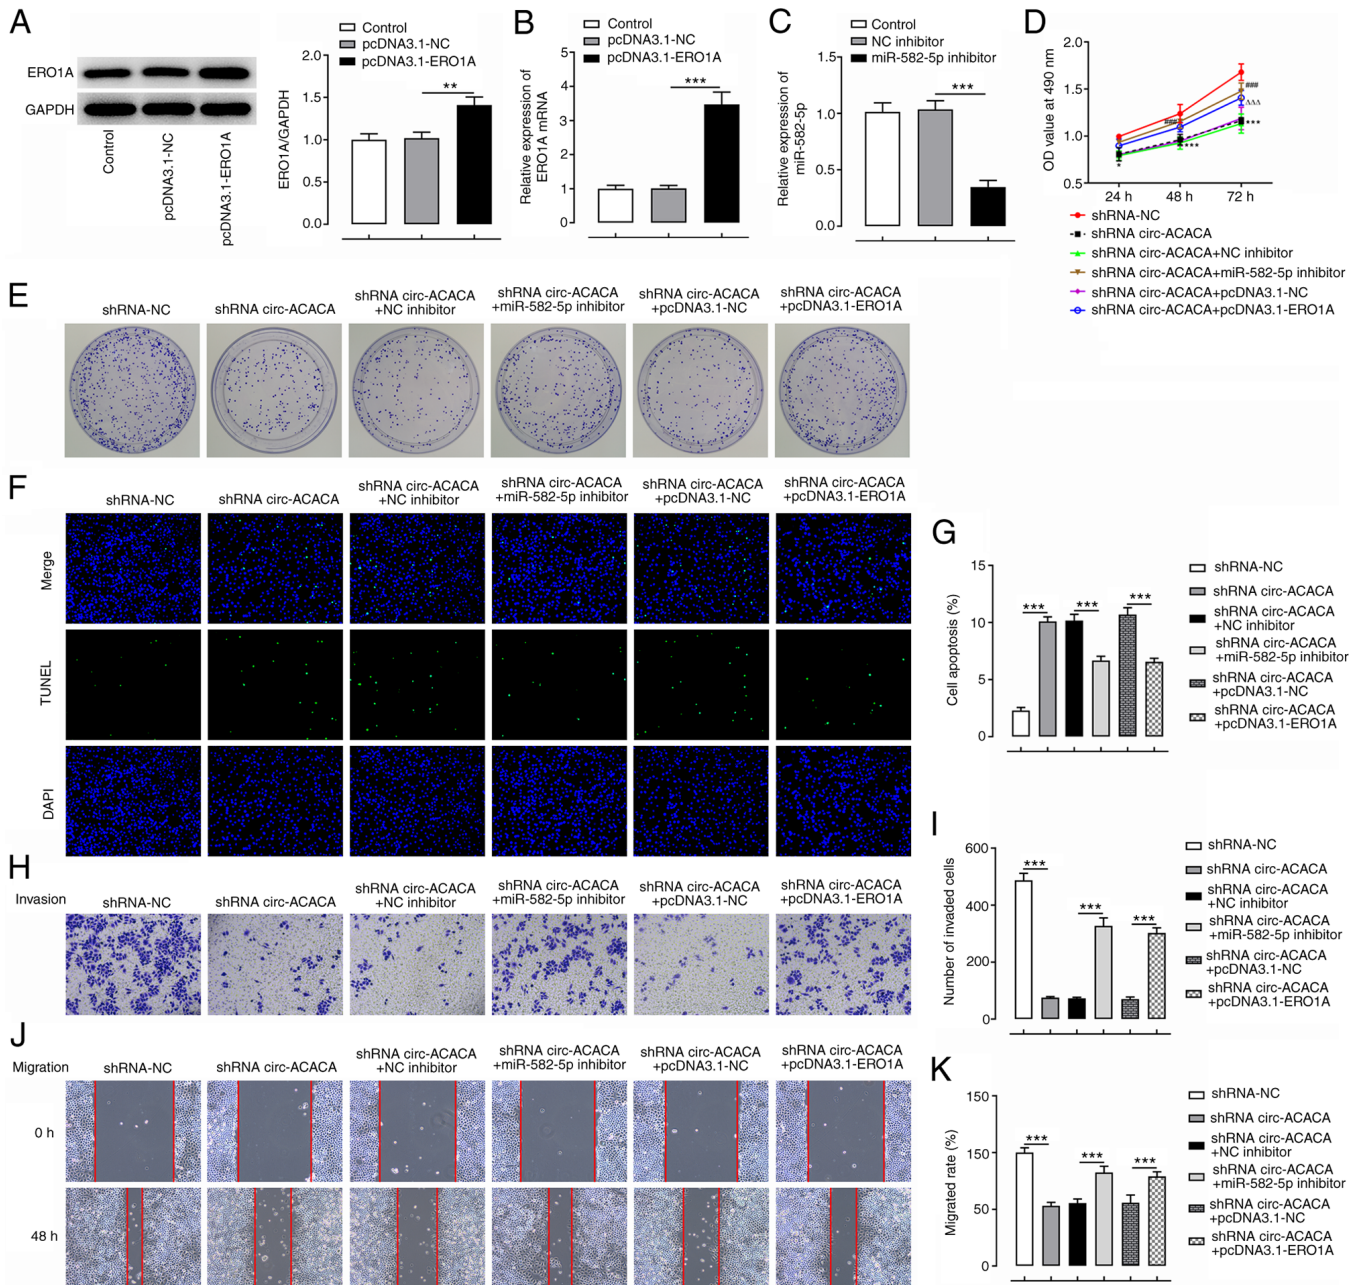 A
ERO1A
GAPDH
Control
pcDNA3.1-NC
pcDNA3.1-ERO1A
Control
pcDNA3.1-NC
pcDNA3.1-ERO1A
ERO1A/GAPDH
2.0
1.5
1.0
0.5
0.0
**
B
Control
pcDNA3.1-NC
pcDNA3.1-ERO1A
Relative expression of
ERO1A mRNA
5
4
3
2
1
0
***
C
Control
NC inhibitor
miR-582-5p inhibitor
Relative expression of
miR-582-5p
1.5
1.0
0.5
0.0
***
D
OD value at 490 nm
2.0
1.5
1.0
0.5
24 h
48 h
72 h
*
###
***
###
ΔΔΔ
***
shRNA-NC
shRNA circ-ACACA
shRNA circ-ACACA+NC inhibitor
shRNA circ-ACACA+miR-582-5p inhibitor
shRNA circ-ACACA+pcDNA3.1-NC
shRNA circ-ACACA+pcDNA3.1-ERO1A
E
shRNA-NC
shRNA circ-ACACA
shRNA circ-ACACA
+NC inhibitor
shRNA circ-ACACA
+miR-582-5p inhibitor
shRNA circ-ACACA
+pcDNA3.1-NC
shRNA circ-ACACA
+pcDNA3.1-ERO1A
F
shRNA-NC
shRNA circ-ACACA
shRNA circ-ACACA
+NC inhibitor
shRNA circ-ACACA
+miR-582-5p inhibitor
shRNA circ-ACACA
+pcDNA3.1-NC
shRNA circ-ACACA
+pcDNA3.1-ERO1A
Merge
TUNEL
DAPI
G
Cell apoptosis (%)
15
10
5
0
***
***
***
shRNA-NC
shRNA circ-ACACA
shRNA circ-ACACA
+NC inhibitor
shRNA circ-ACACA
+miR-582-5p inhibitor
shRNA circ-ACACA
+pcDNA3.1-NC
shRNA circ-ACACA
+pcDNA3.1-ERO1A
H
Invasion
shRNA-NC
shRNA circ-ACACA
shRNA circ-ACACA
+NC inhibitor
shRNA circ-ACACA
+miR-582-5p inhibitor
shRNA circ-ACACA
+pcDNA3.1-NC
shRNA circ-ACACA
+pcDNA3.1-ERO1A
I
Number of invaded cells
600
400
200
0
***
***
***
shRNA-NC
shRNA circ-ACACA
shRNA circ-ACACA
+NC inhibitor
shRNA circ-ACACA
+miR-582-5p inhibitor
shRNA circ-ACACA
+pcDNA3.1-NC
shRNA circ-ACACA
+pcDNA3.1-ERO1A
J
Migration
shRNA-NC
shRNA circ-ACACA
shRNA circ-ACACA
+NC inhibitor
shRNA circ-ACACA
+miR-582-5p inhibitor
shRNA circ-ACACA
+pcDNA3.1-NC
shRNA circ-ACACA
+pcDNA3.1-ERO1A
0 h
48 h
K
Migrated rate (%)
150
150
50
0
***
***
***
shRNA-NC
shRNA circ-ACACA
shRNA circ-ACACA
+NC inhibitor
shRNA circ-ACACA
+miR-582-5p inhibitor
shRNA circ-ACACA
+pcDNA3.1-NC
shRNA circ-ACACA
+pcDNA3.1-ERO1A